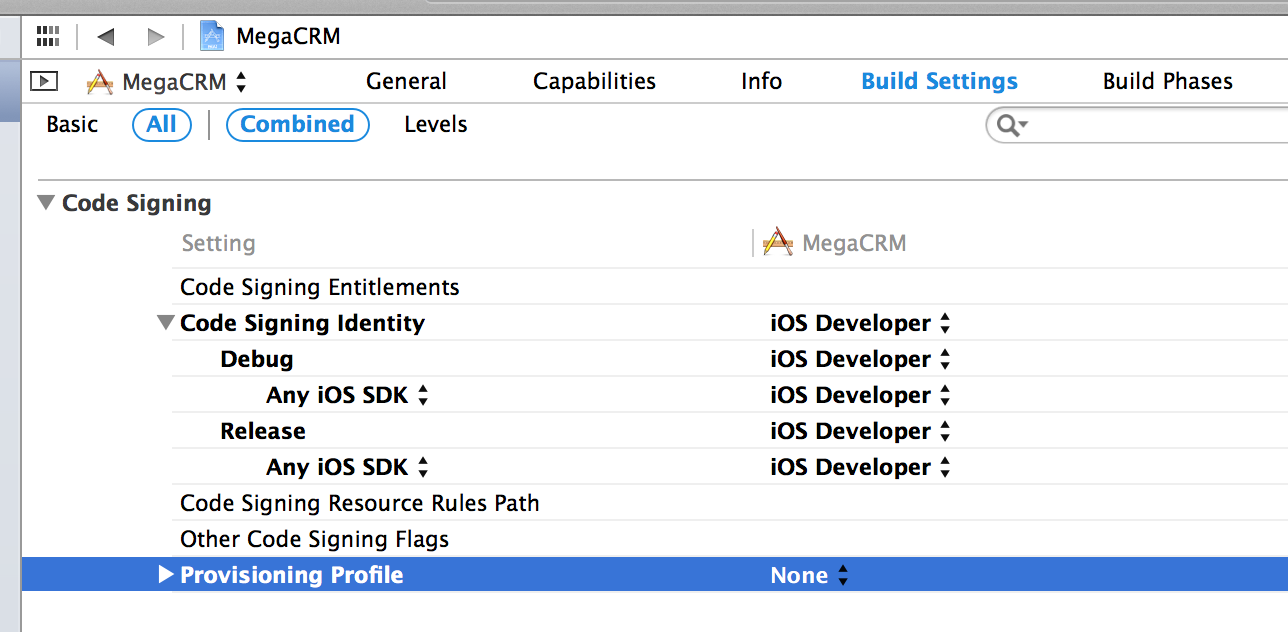 MegaCRM
MegaCRM General Capabilities Info Build Settings Build Phases
Basic All Combined Levels
Code Signing
Setting MegaCRM
Code Signing Entitlements
Code Signing Identity iOS Developer
Debug iOS Developer
Any iOS SDK iOS Developer
Release iOS Developer
Any iOS SDK iOS Developer
Code Signing Resource Rules Path
Other Code Signing Flags
Provisioning Profile None